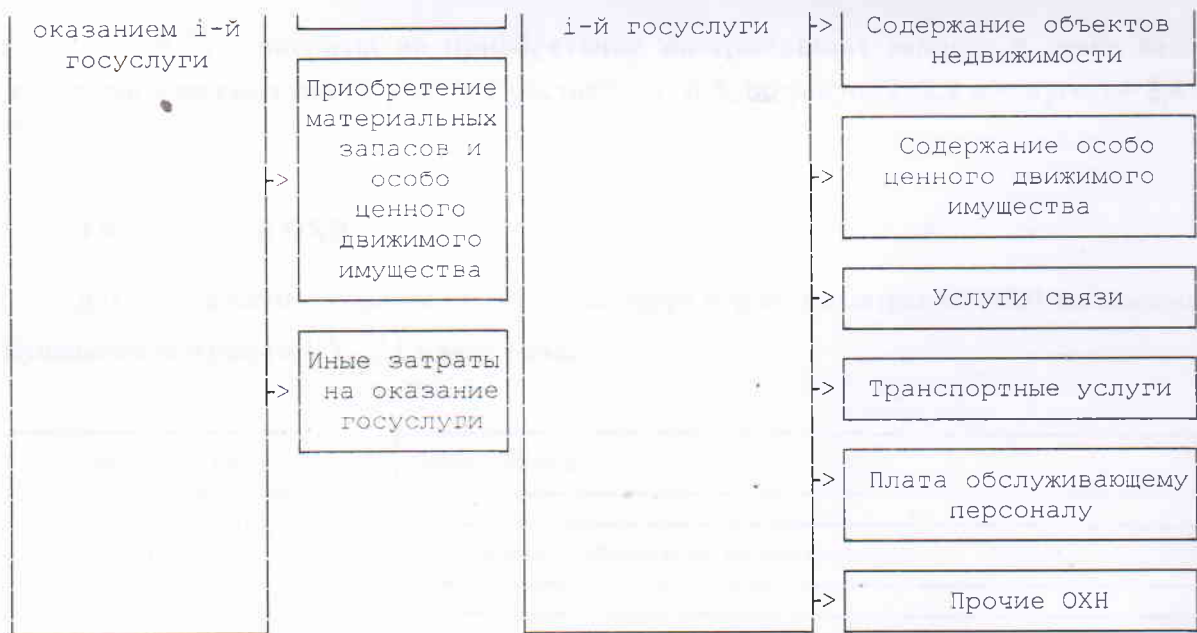 оказанием i-й
госуслуги
Приобретение
материальных
запасов и
особо
ценного
движимого
имущества
->
Иные затраты
на оказание
госуслуги
->
i-й госуслуги
->
Содержание объектов
недвижимости
->
Содержание особо
ценного движимого
имущества
->
Услуги связи
->
Транспортные услуги
->
Плата обслуживающему
персоналу
->
Прочие ОХН